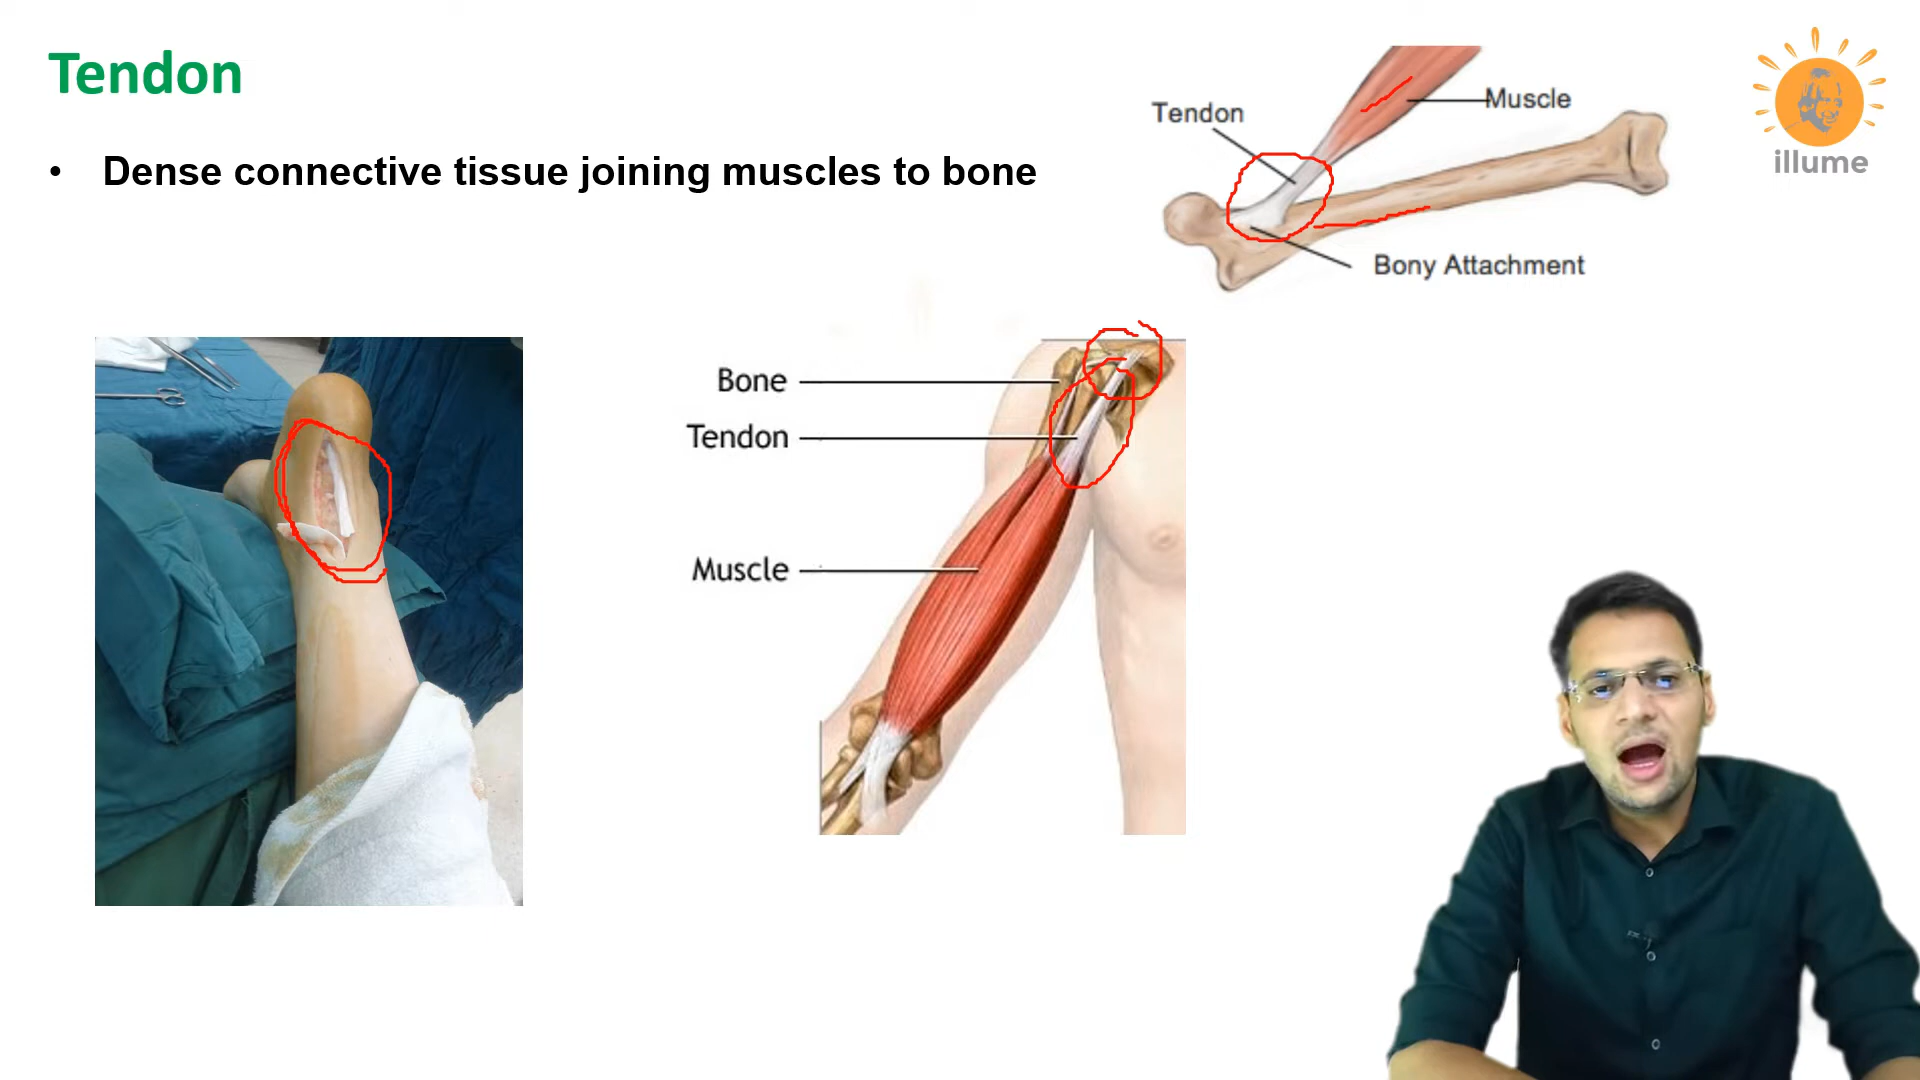 Tendon
• Dense connective tissue joining muscles to bone
Tendon
Muscle
Bony Attachment
illume
Bone
Tendon
Muscle